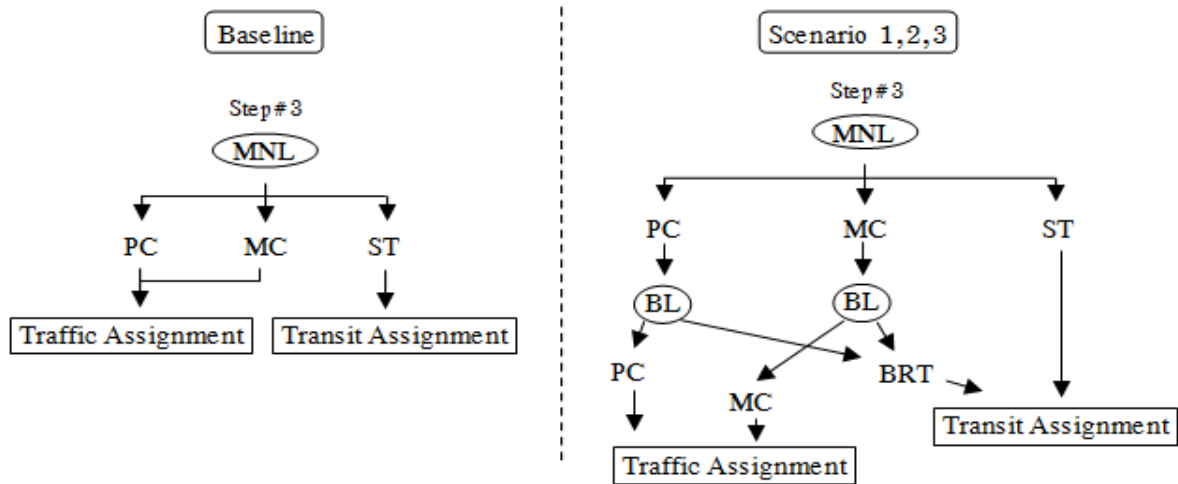 Baseline
Step#3
MNL
PC MC ST
Traffic Assignment Transit Assignment
Scenario 1,2,3
Step#3
MNL
PC MC ST
BL BL
PC BRT
MC
Transit Assignment
Traffic Assignment